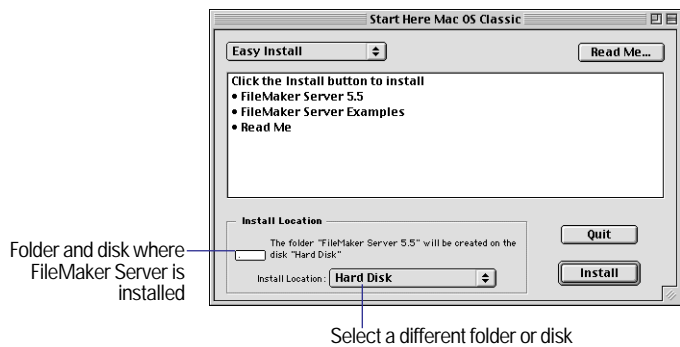 Start Here Mac OS Classic
Easy Install
Read Me...
Click the Install button to install
• FileMaker Server 5.5
• FileMaker Server Examples
• Read Me
Install Location
The folder "FileMaker Server 5.5" will be created on the
disk "Hard Disk"
Install Location: Hard Disk
Quit
Install
Folder and disk where
FileMaker Server is
installed
Select a different folder or disk